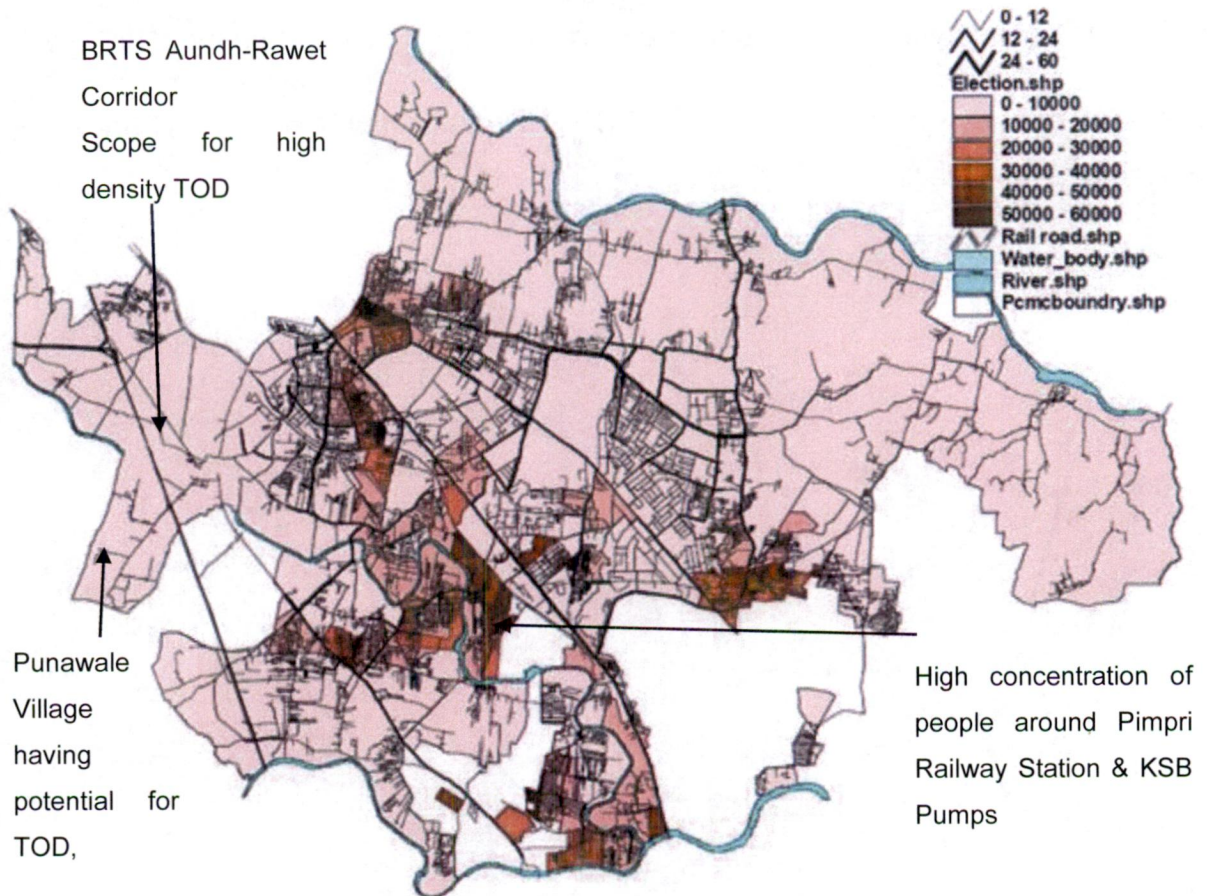 BRTS Aundh-Rawet
Corridor
Scope for high
density TOD
0 - 12
12 - 24
24 - 60
Election.shp
0 - 10000
10000 - 20000
20000 - 30000
30000 - 40000
40000 - 50000
50000 - 60000
Rail road.shp
Water_body.shp
River.shp
Pcmcboundry.shp
Punawale
Village
having
potential for
TOD,
High concentration of
people around Pimpri
Railway Station & KSB
Pumps